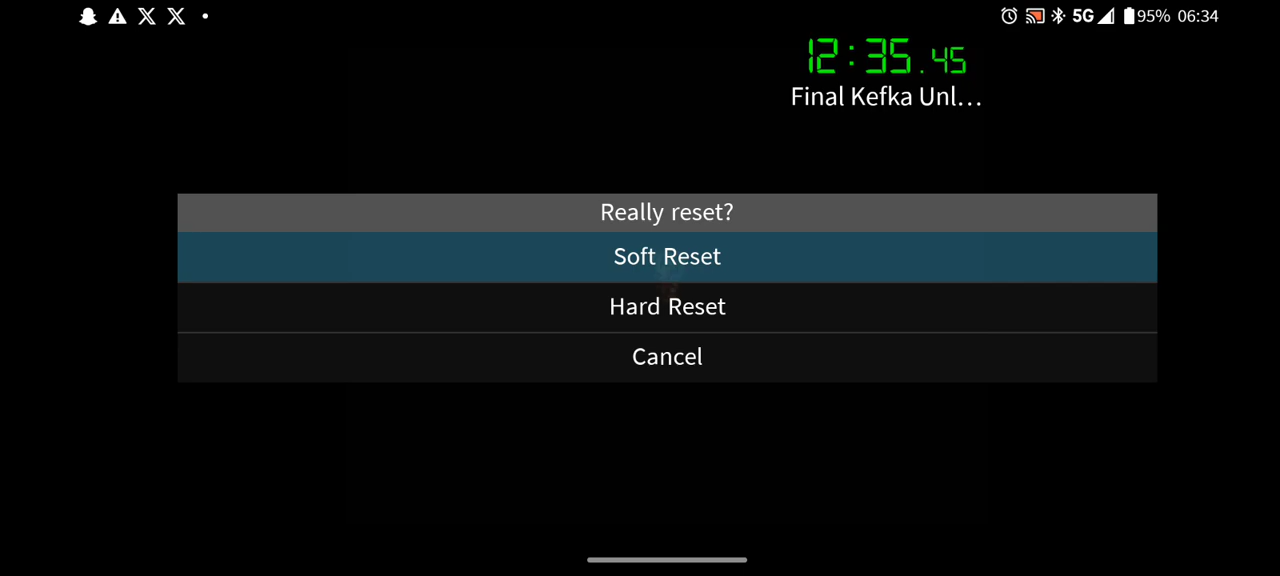 5G 95% 06:34
12:35.45
Final Kefka Unl...
Really reset?
Soft Reset
Hard Reset
Cancel